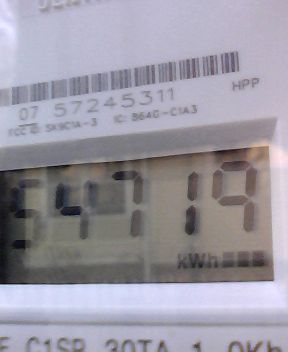 07 57245311
HPP
FCC ID: SK9C1A-3 IC: 864G-C1A3
54719
kWh
C1SR 30TA 1.0Kh